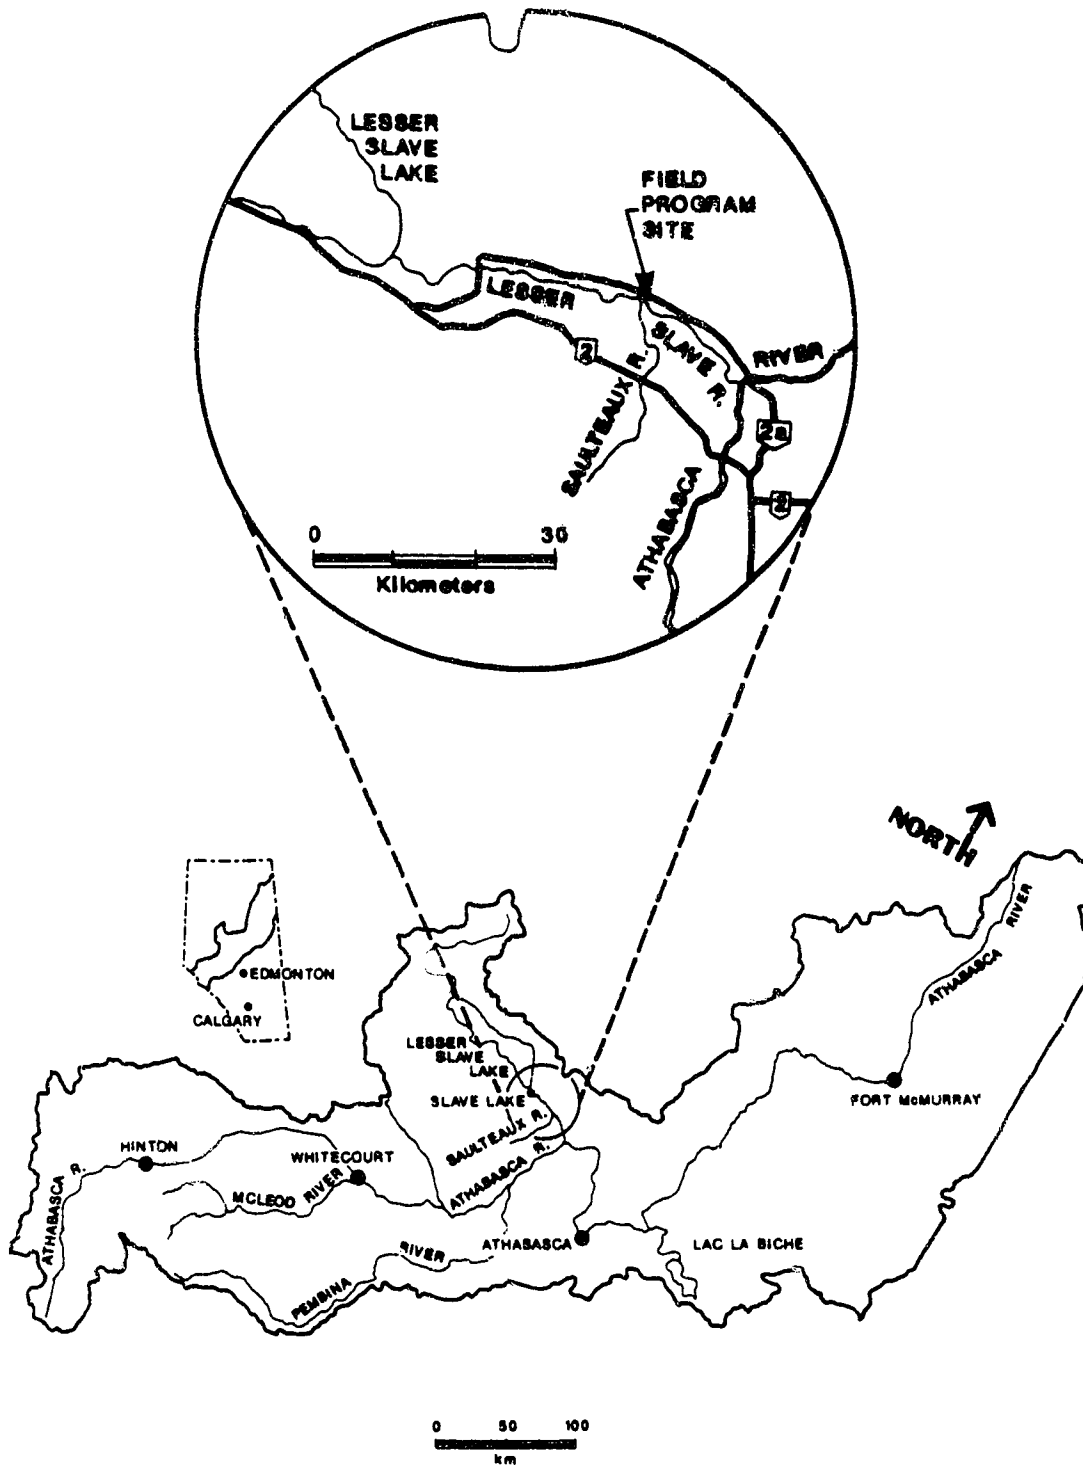 LESSER
SLAVE
LAKE
FIELD
PROGRAM
SITE
LESSER
SLAVE R.
RIVER
2
SAULTEAUX R.
2a
ATHABASCA
2
0 30
Kilometers
NORTH
EDMONTON
CALGARY
ATHABASCA RIVER
LESSER
SLAVE
LAKE
SLAVE LAKE
FORT McMURRAY
SAULTEAUX R.
HINTON
WHITECOURT
ATHABASCA R.
ATHABASCA R.
MCLEOD RIVER
ATHABASCA
LAC LA BICHE
PEMBINA RIVER
0 50 100
km